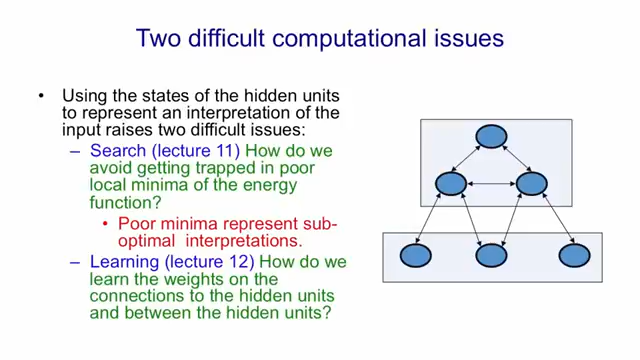 Two difficult computational issues
• Using the states of the hidden units
to represent an interpretation of the
input raises two difficult issues:
– Search (lecture 11) How do we
avoid getting trapped in poor
local minima of the energy
function?
• Poor minima represent sub-
optimal interpretations.
– Learning (lecture 12) How do we
learn the weights on the
connections to the hidden units
and between the hidden units?